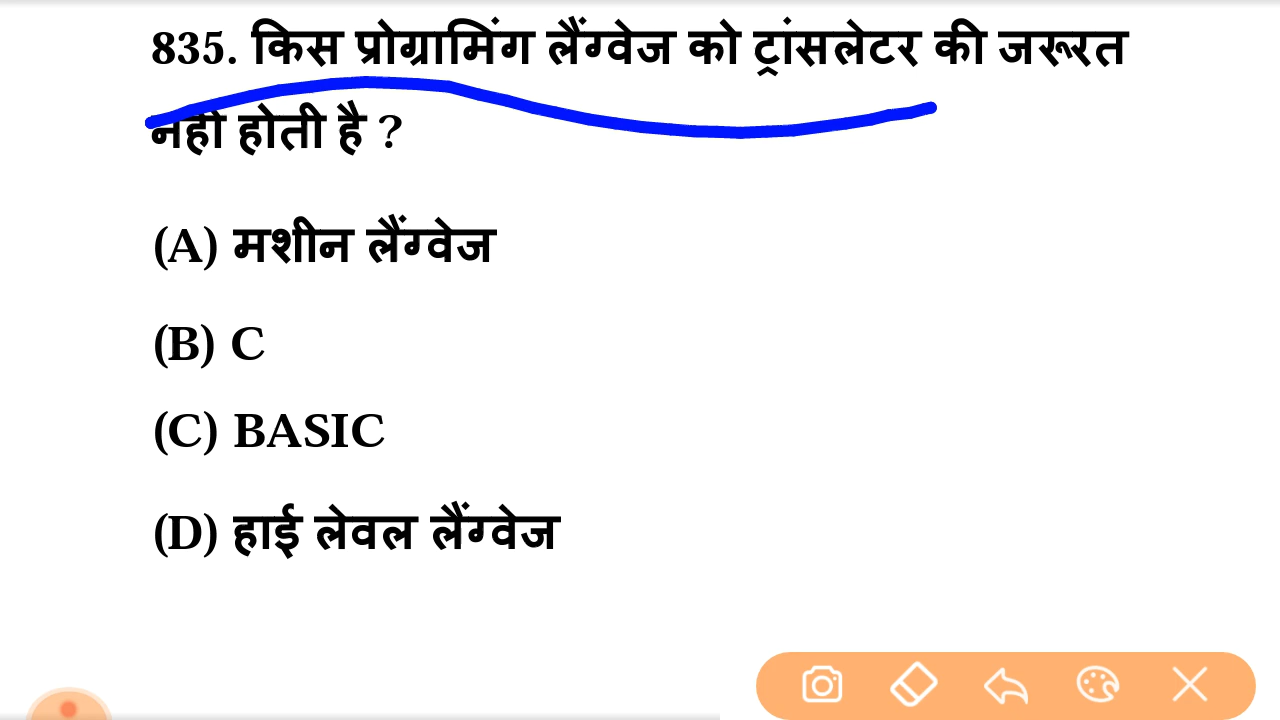 835. किस प्रोग्रामिंग लैंग्वेज को ट्रांसलेटर की जरूरत
नही होती है ?
(A) मशीन लैंग्वेज
(B) C
(C) BASIC
(D) हाई लेवल लैंग्वेज